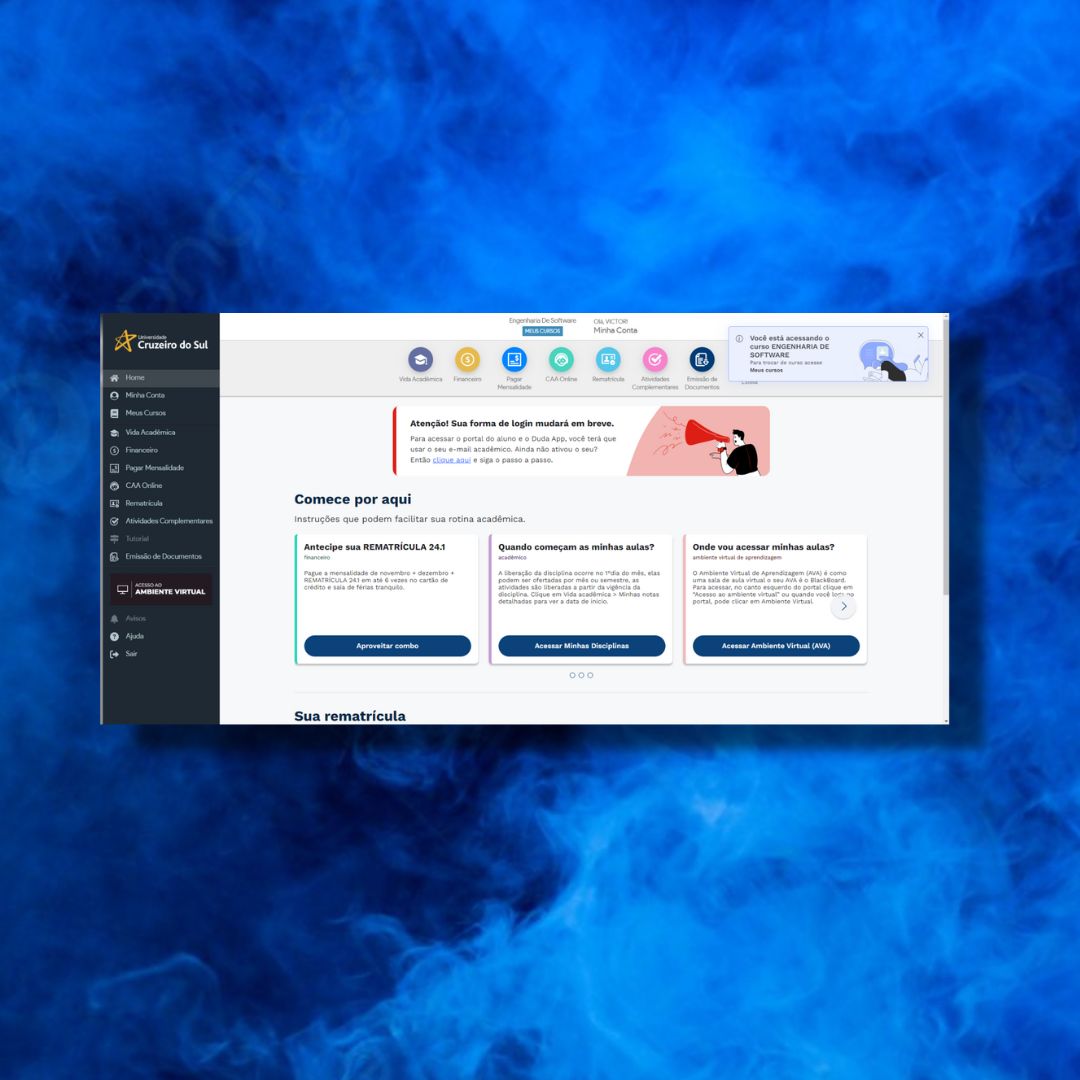 Universidade
Cruzeiro do Sul
Home
Minha Conta
Meus Cursos
Vida Acadêmica
Financeiro
Pagar Mensalidade
CAA Online
Rematrícula
Atividades Complementares
Tutorial
Emissão de Documentos
ACESSO AO
AMBIENTE VIRTUAL
Avisos
Ajuda
Sair
Engenharia De Software
MEUS CURSOS
Olá, VICTOR!
Minha Conta
Vida Acadêmica
Financeiro
Pagar
Mensalidade
CAA Online
Rematrícula
Atividades
Complementares
Emissão de
Documentos
Você está acessando o
curso ENGENHARIA DE
SOFTWARE
Para trocar de curso acesse
Meus cursos
Atenção! Sua forma de login mudará em breve.
Para acessar o portal do aluno e o Duda App, você terá que
usar o seu e-mail acadêmico. Ainda não ativou o seu?
Então clique aqui e siga o passo a passo.
Comece por aqui
Instruções que podem facilitar sua rotina acadêmica.
Antecipe sua REMATRÍCULA 24.1
financeiro
Pague a mensalidade de novembro + dezembro +
REMATRÍCULA 24.1 em até 6 vezes no cartão de
crédito e saia de férias tranquilo.
Aproveitar combo
Quando começam as minhas aulas?
acadêmico
A liberação da disciplina ocorre no 1ºdia do mês, elas
podem ser ofertadas por mês ou semestre, as
atividades são liberadas a partir da vigência da
disciplina. Clique em Vida acadêmica > Minhas notas
detalhadas para ver a data de início.
Acessar Minhas Disciplinas
Onde vou acessar minhas aulas?
ambiente virtual de aprendizagem
O Ambiente Virtual de Aprendizagem (AVA) é como
uma sala de aula virtual o seu AVA é o BlackBoard.
Para acessar, no canto esquerdo do portal clique em
"Acesso ao ambiente virtual" ou quando você no
portal, pode clicar em Ambiente Virtual.
Acessar Ambiente Virtual (AVA)
Sua rematrícula